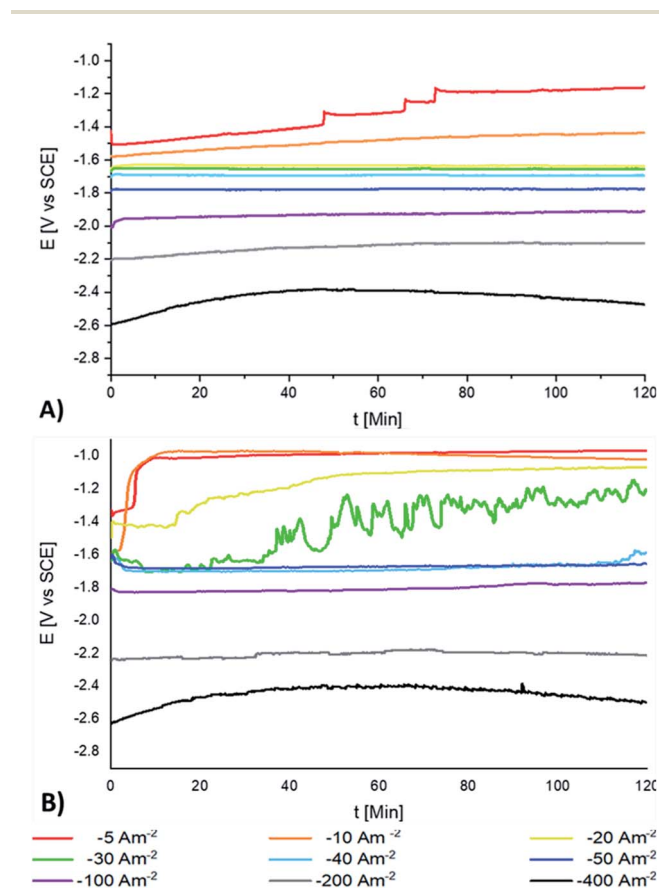 -1.0
-1.2
-1.4
-1.6
-1.8
-2.0
-2.2
-2.4
-2.6
-2.8
E [V vs SCE]
0 20 40 60 80 100 120
A)
t [Min]
-1.0
-1.2
-1.4
-1.6
-1.8
-2.0
-2.2
-2.4
-2.6
-2.8
E [V vs SCE]
0 20 40 60 80 100 120
B)
t [Min]
-5 Am⁻² -10 Am⁻² -20 Am⁻²
-30 Am⁻² -40 Am⁻² -50 Am⁻²
-100 Am⁻² -200 Am⁻² -400 Am⁻²